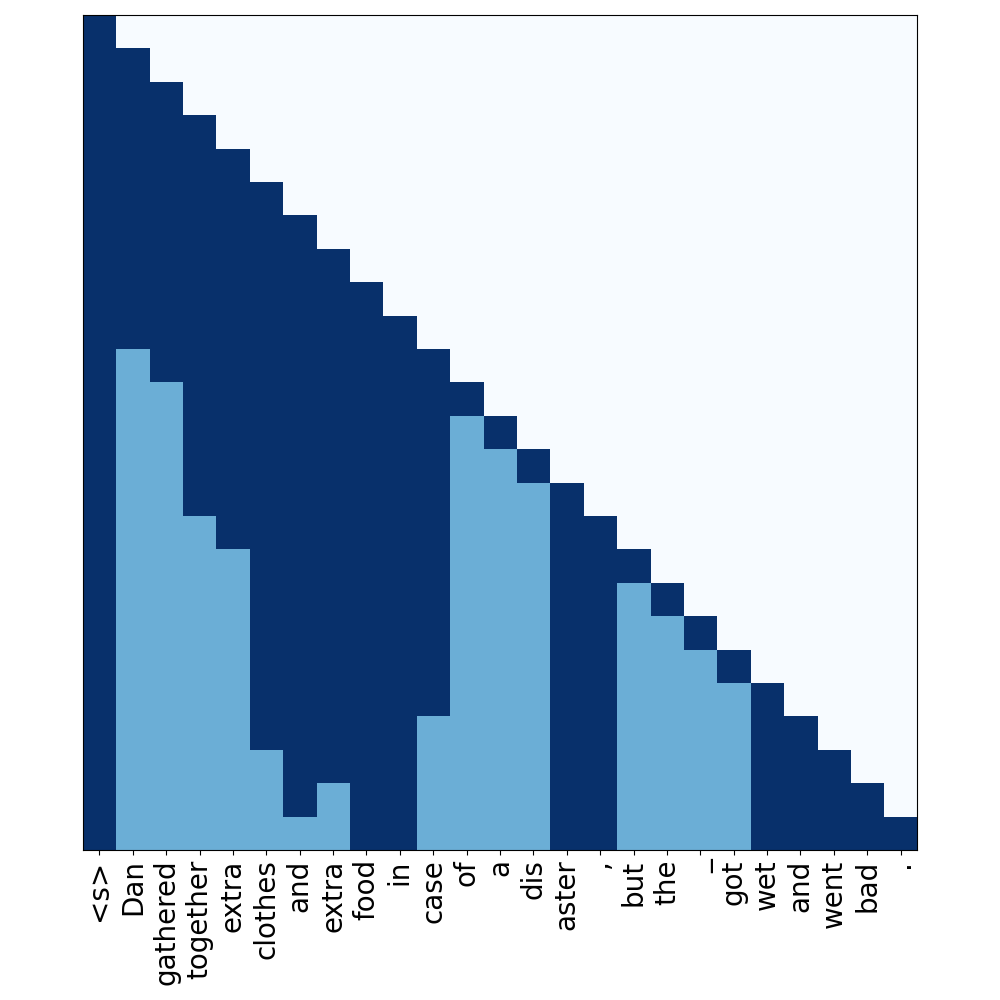 <s> Dan gathered together extra clothes and extra food in case of a dis aster , but the _ got wet and went bad .